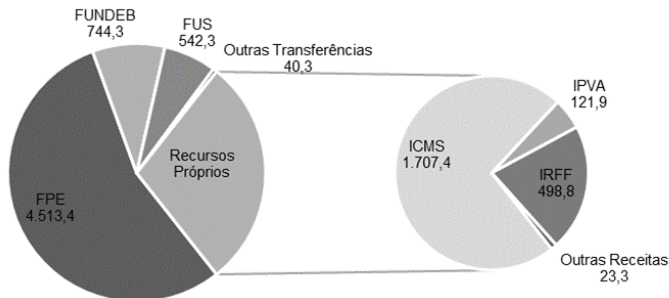 FUNDEB
744,3
FUS
542,3
Outras Transferências
40,3
Recursos
Próprios
FPE
4.513,4
IPVA
121,9
ICMS
1.707,4
IRFF
498,8
Outras Receitas
23,3